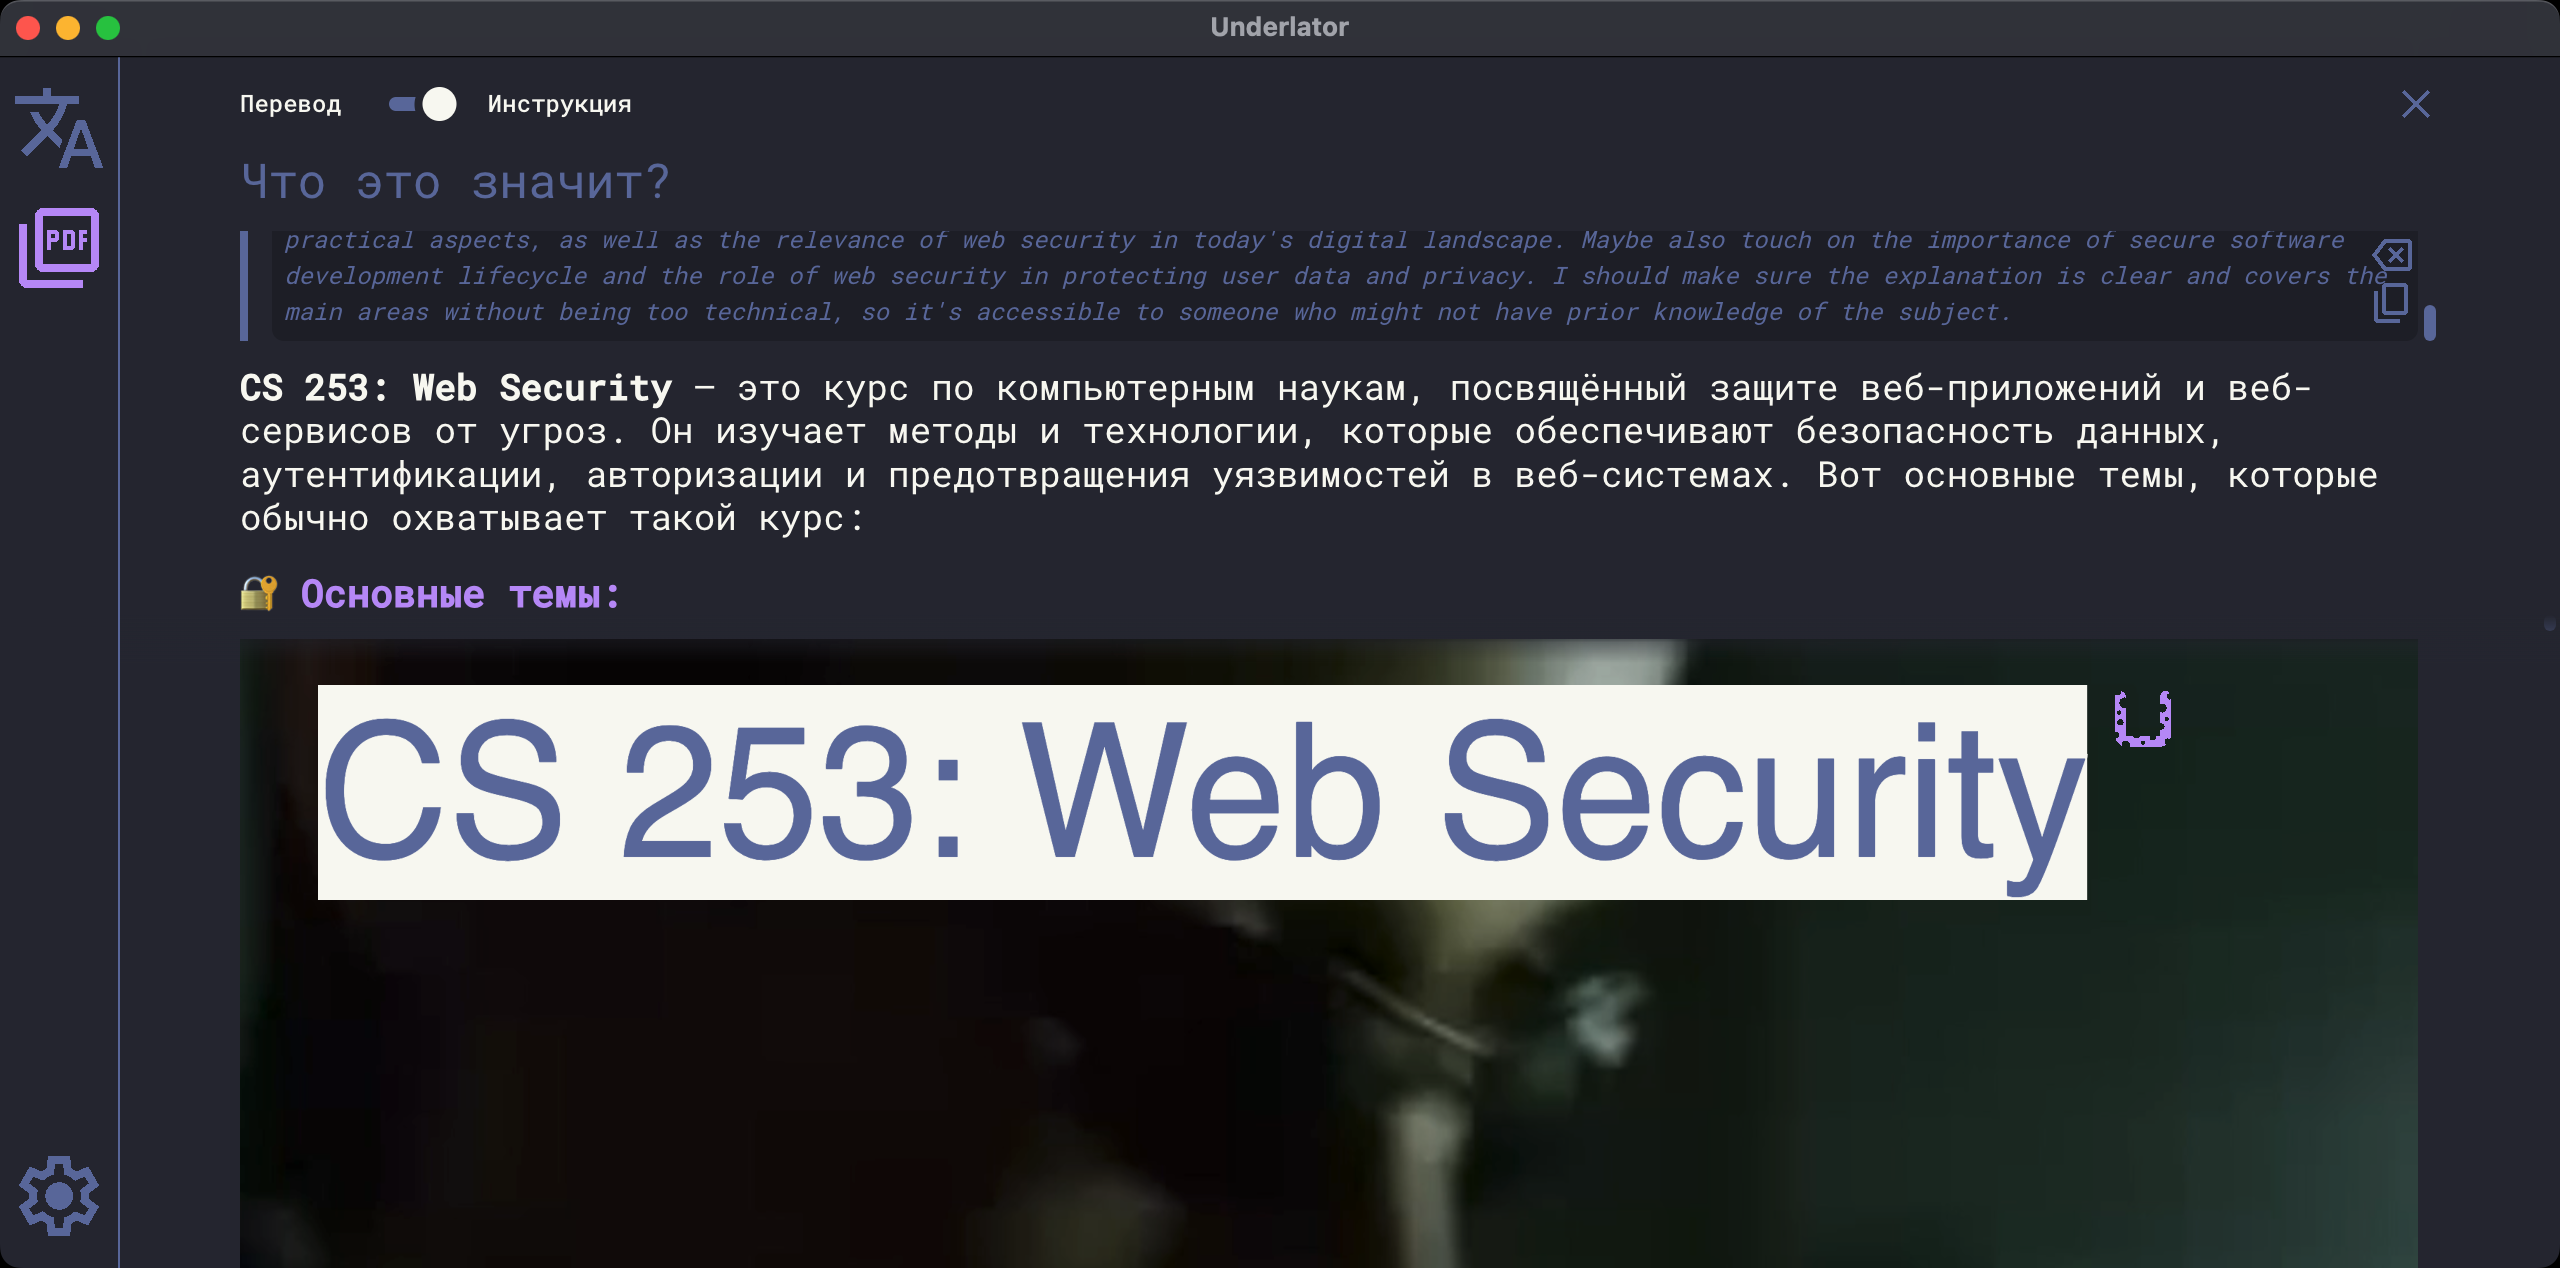 Underlator
Перевод Инструкция
Что это значит?
practical aspects, as well as the relevance of web security in today's digital landscape. Maybe also touch on the importance of secure software
development lifecycle and the role of web security in protecting user data and privacy. I should make sure the explanation is clear and covers the
main areas without being too technical, so it's accessible to someone who might not have prior knowledge of the subject.
CS 253: Web Security — это курс по компьютерным наукам, посвящённый защите веб-приложений и веб-
сервисов от угроз. Он изучает методы и технологии, которые обеспечивают безопасность данных,
аутентификации, авторизации и предотвращения уязвимостей в веб-системах. Вот основные темы, которые
обычно охватывает такой курс:
🔐 Основные темы:
CS 253: Web Security
PDF